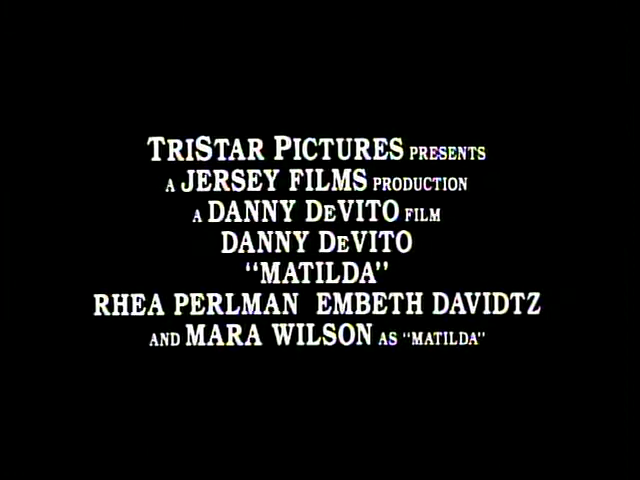 TRISTAR PICTURES PRESENTS
A JERSEY FILMS PRODUCTION
A DANNY DeVITO FILM
DANNY DeVITO
"MATILDA"
RHEA PERLMAN EMBETH DAVIDTZ
AND MARA WILSON AS "MATILDA"